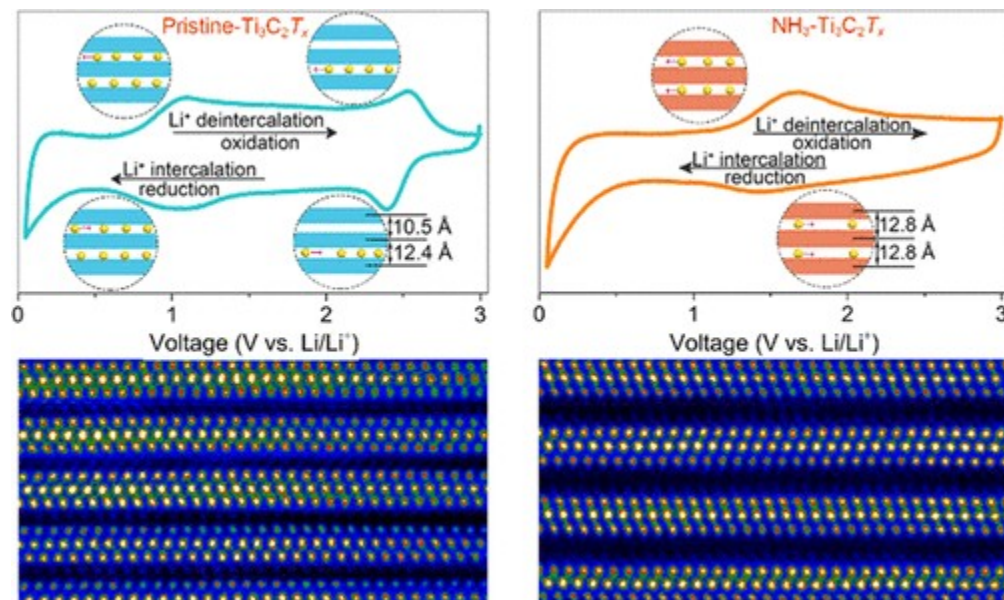 Pristine-Ti₃C₂Tₓ
Li⁺ deintercalation
oxidation
Li⁺ intercalation
reduction
10.5 Å
12.4 Å
0 1 2 3
Voltage (V vs. Li/Li⁺)
NH₃-Ti₃C₂Tₓ
Li⁺ deintercalation
oxidation
Li⁺ intercalation
reduction
12.8 Å
12.8 Å
0 1 2 3
Voltage (V vs. Li/Li⁺)